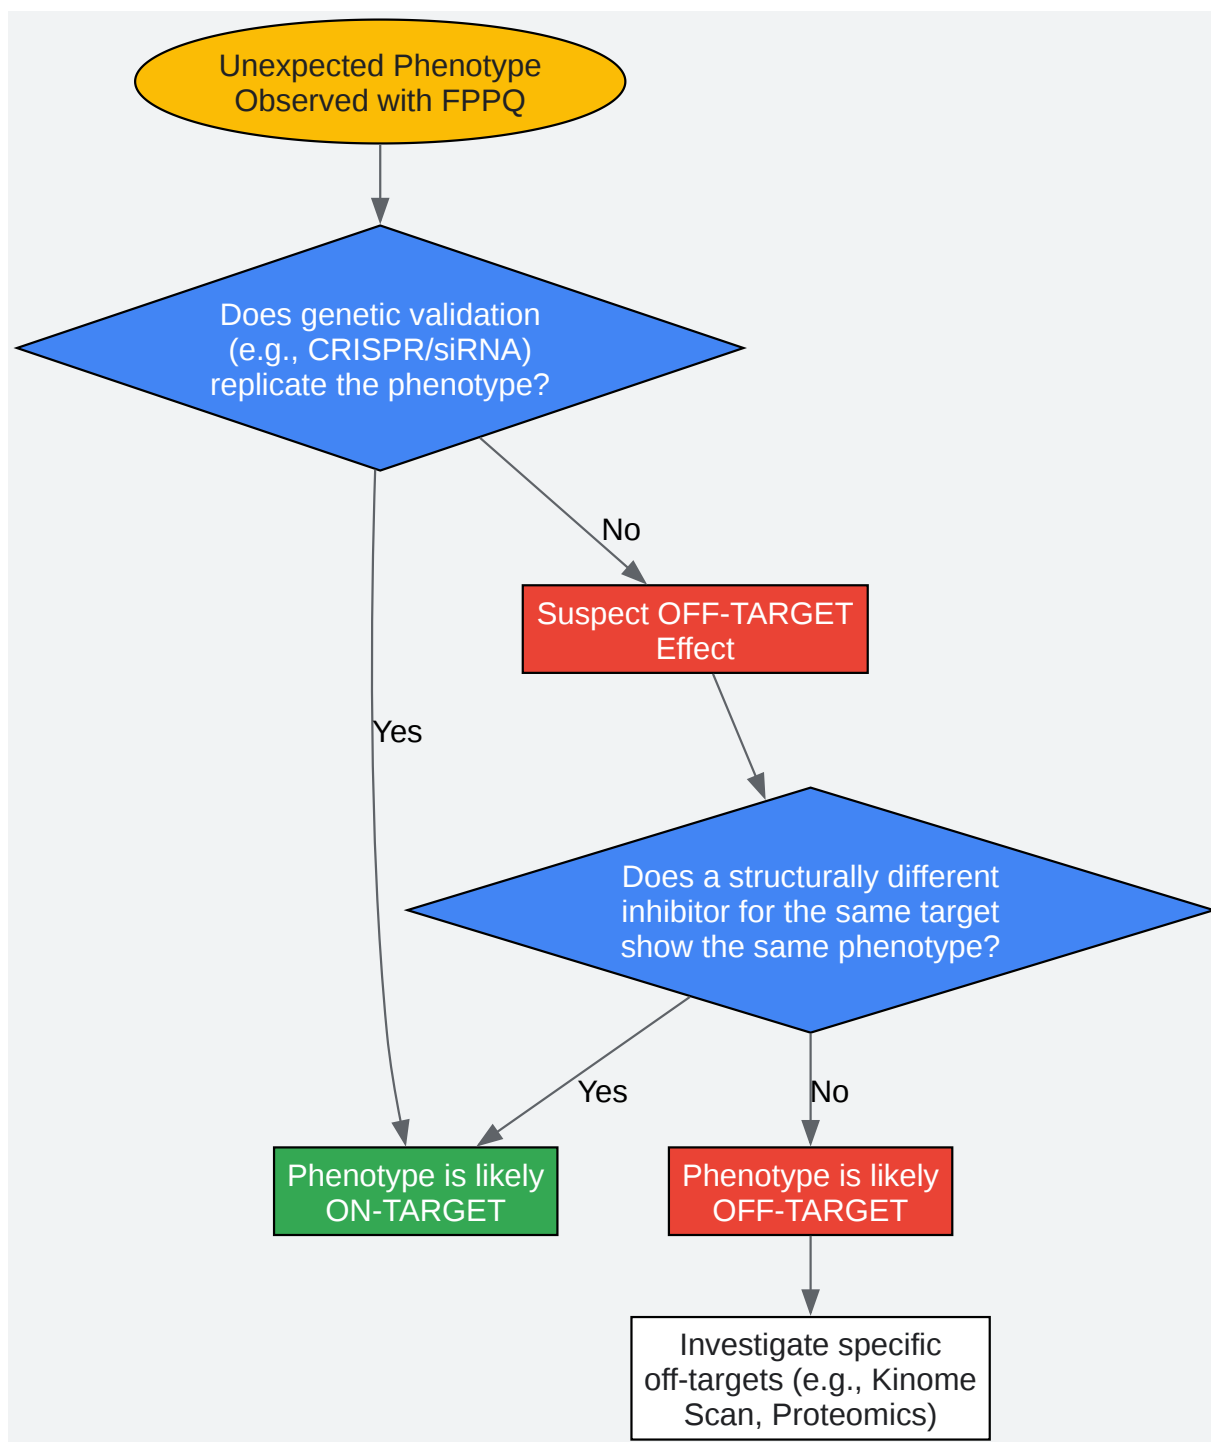 Unexpected Phenotype
Observed with FPPQ
Does genetic validation
(e.g., CRISPR/siRNA)
replicate the phenotype?
No
Suspect OFF-TARGET
Effect
Yes
Does a structurally different
inhibitor for the same target
show the same phenotype?
Yes
No
Phenotype is likely
ON-TARGET
Phenotype is likely
OFF-TARGET
Investigate specific
off-targets (e.g., Kinome
Scan, Proteomics)